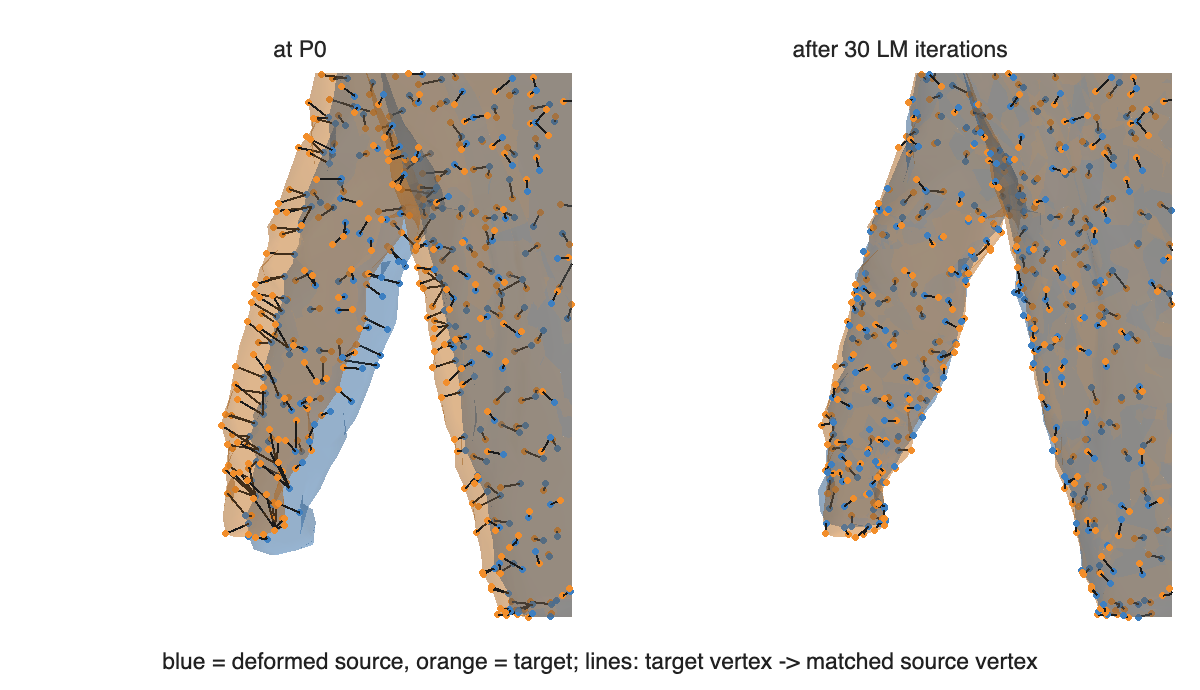 at P0
after 30 LM iterations
blue = deformed source, orange = target; lines: target vertex -> matched source vertex